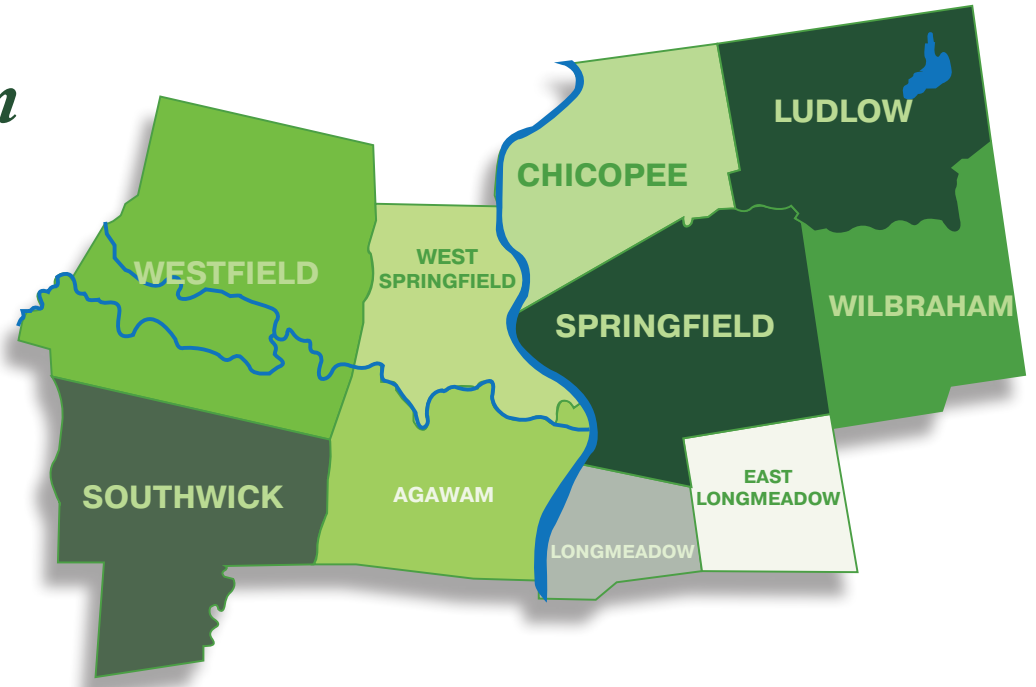 n
LUDLOW
CHICOPEE
WEST
SPRINGFIELD
WESTFIELD
WILBRAHAM
SPRINGFIELD
EAST
LONGMEADOW
SOUTHWICK
AGAWAM
LONGMEADOW